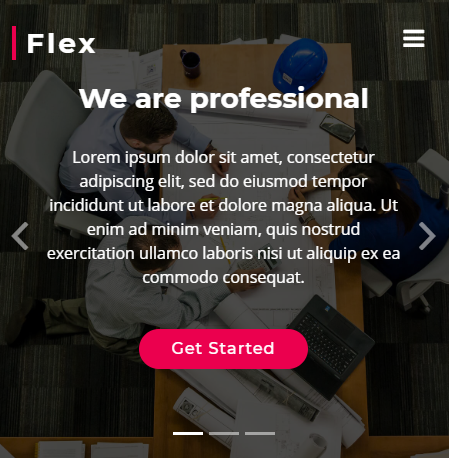 Flex
We are professional
Lorem ipsum dolor sit amet, consectetur
adipiscing elit, sed do eiusmod tempor
incididunt ut labore et dolore magna aliqua. Ut
enim ad minim veniam, quis nostrud
exercitation ullamco laboris nisi ut aliquip ex ea
commodo consequat.
Get Started